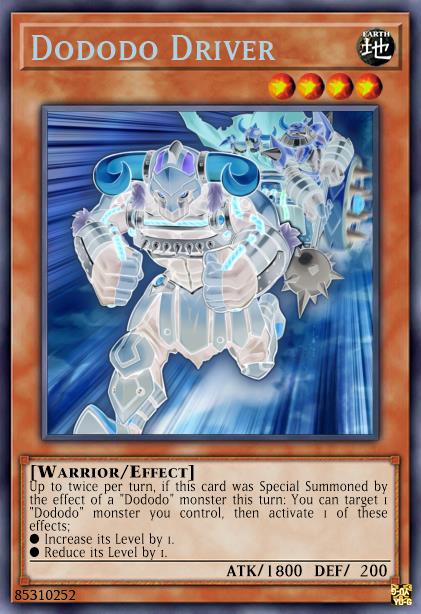 DODODO DRIVER
EARTH
地
[WARRIOR/EFFECT]
Up to twice per turn, if this card was Special Summoned by
the effect of a "Dododo" monster this turn: You can target 1
"Dododo" monster you control, then activate 1 of these
effects;
● Increase its Level by 1.
● Reduce its Level by 1.
ATK/1800 DEF/ 200
85310252